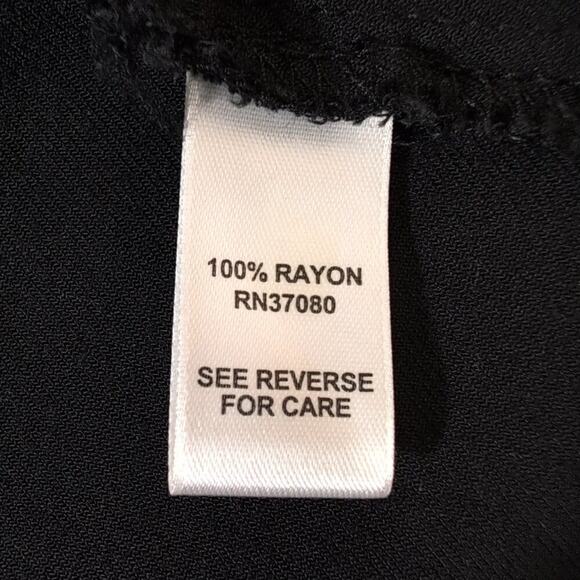 100% RAYON
RN37080
SEE REVERSE
FOR CARE